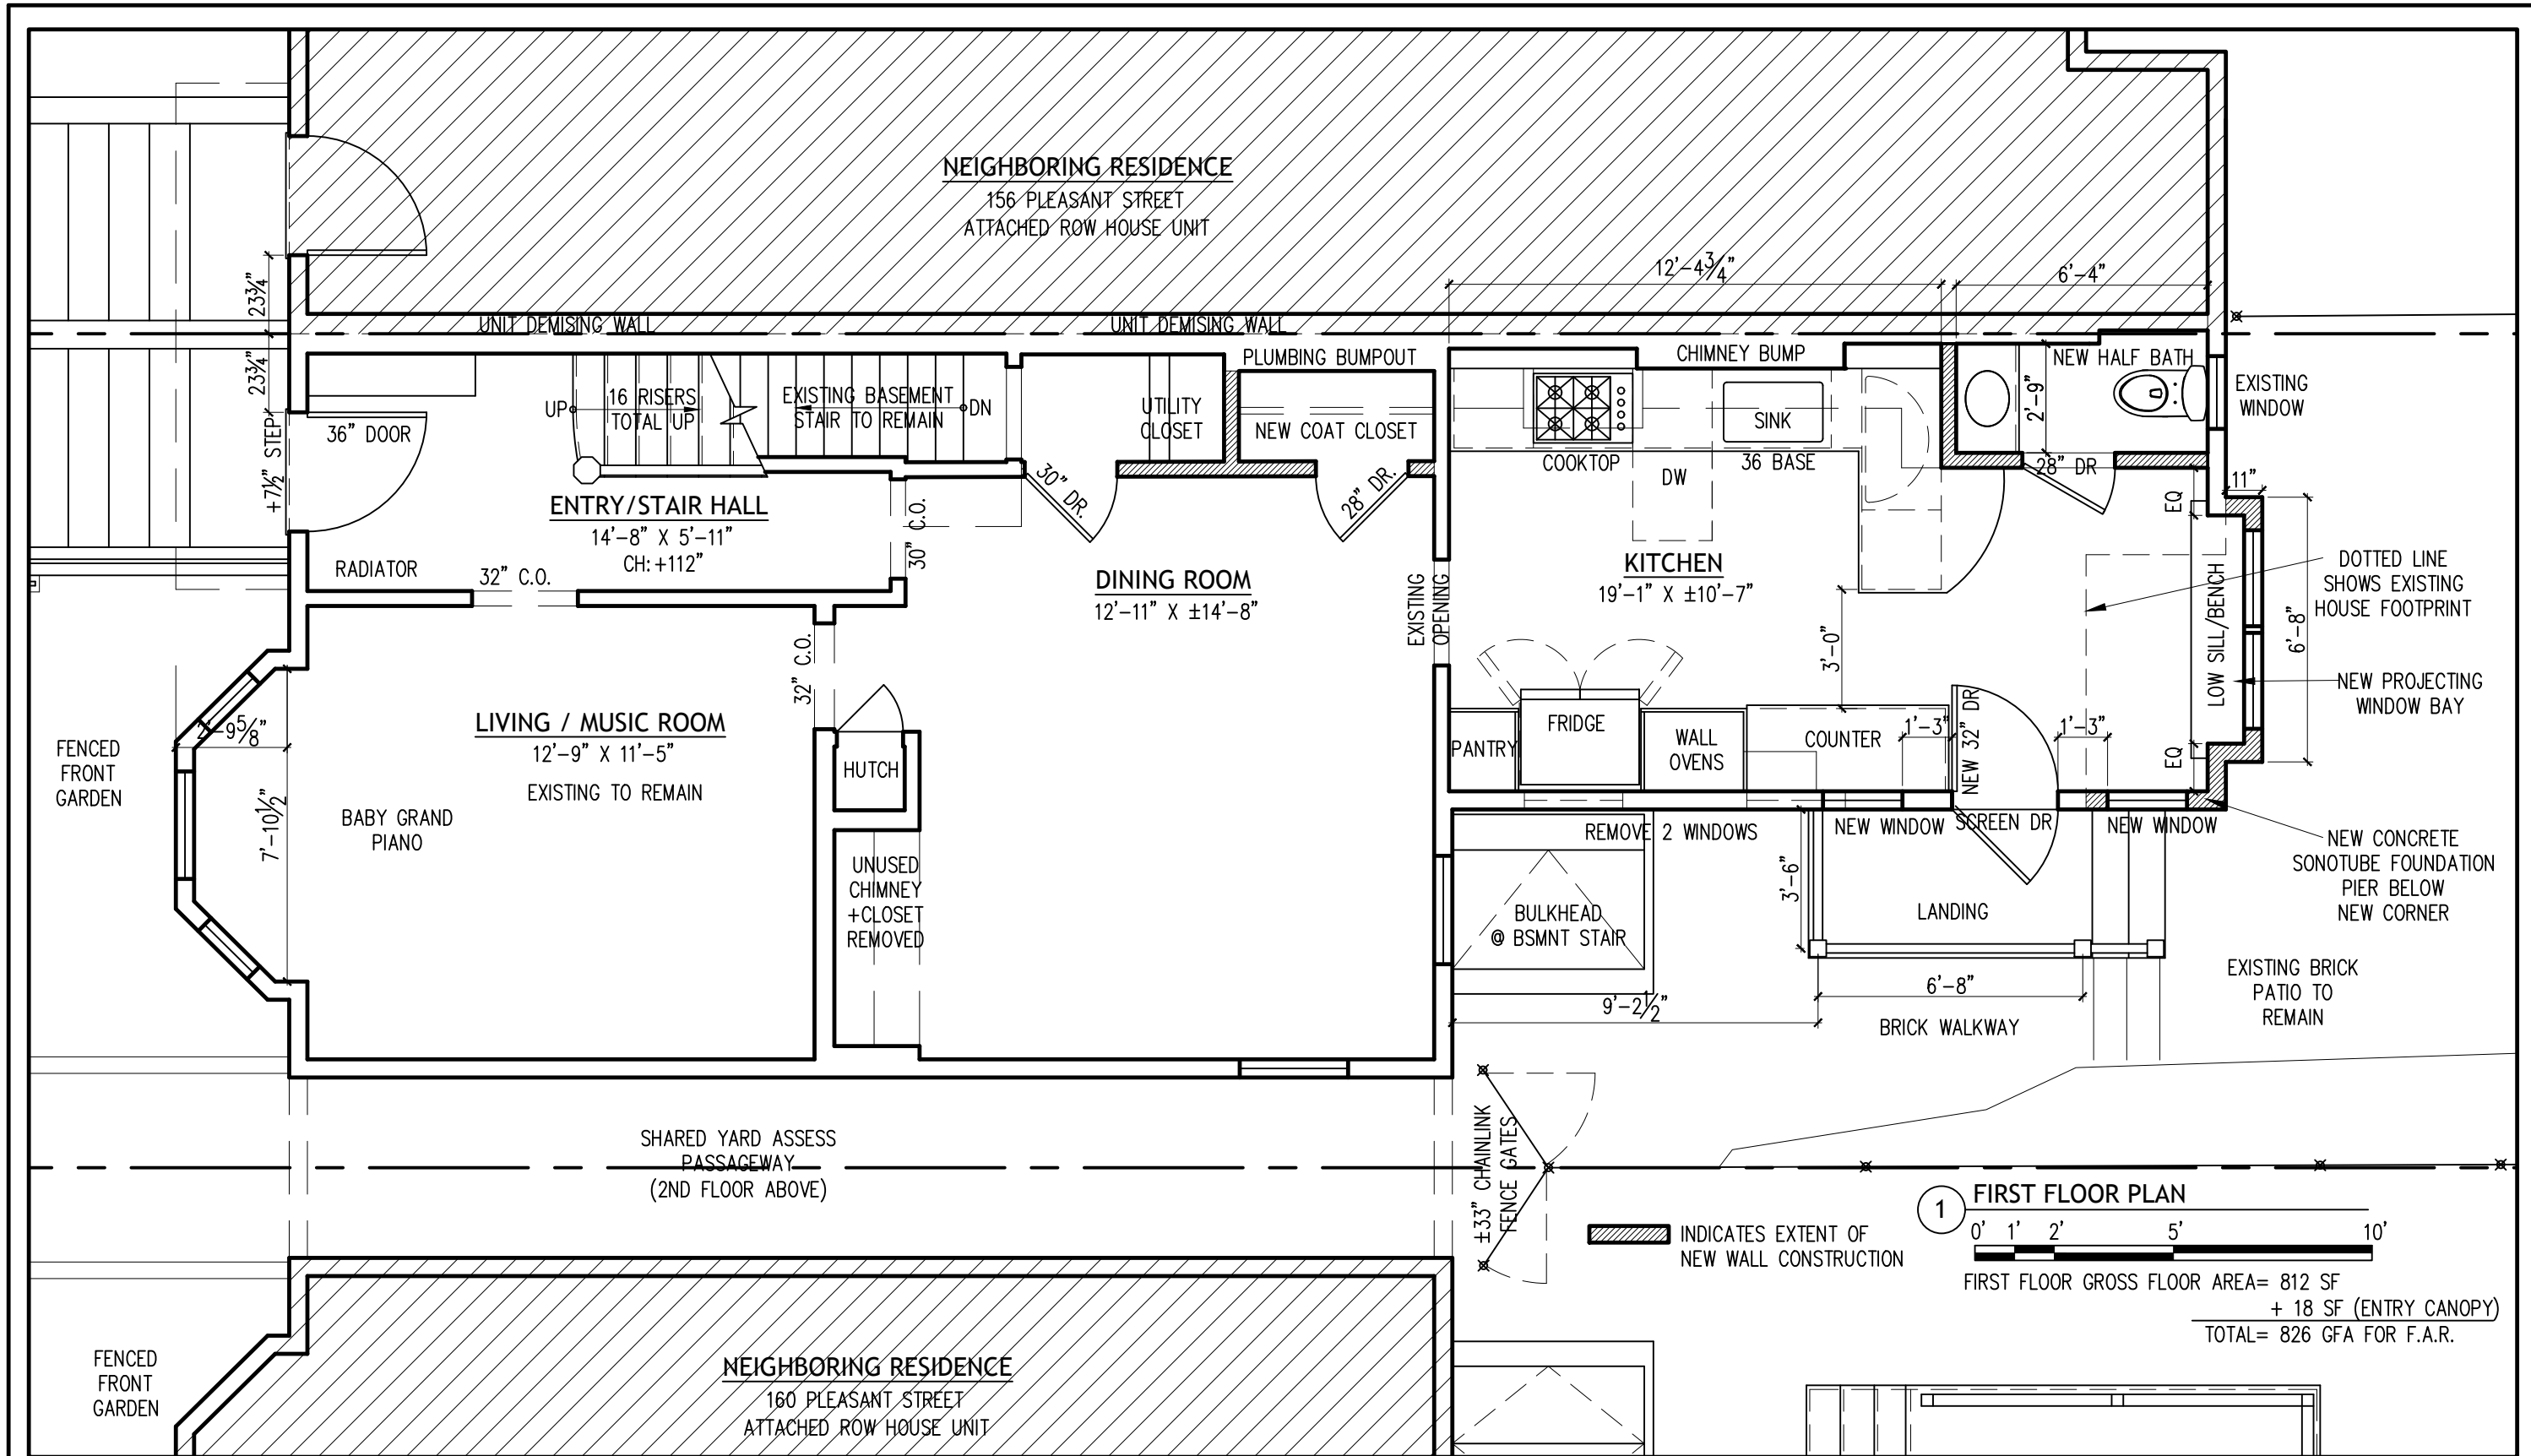 NEIGHBORING RESIDENCE
156 PLEASANT STREET
ATTACHED ROW HOUSE UNIT
12'-4¾"
6'-4"
23¾"
23¾"
UNIT DEMISING WALL
UNIT DEMISING WALL
PLUMBING BUMPOUT
CHIMNEY BUMP
NEW HALF BATH
2'-9"
EXISTING
WINDOW
36" DOOR
+7½" STEP
UP
16 RISERS
TOTAL UP
EXISTING BASEMENT
STAIR TO REMAIN
DN
UTILITY
CLOSET
NEW COAT CLOSET
COOKTOP
SINK
36 BASE
DW
28" DR
11"
EQ
30" DR.
28" DR.
ENTRY/STAIR HALL
14'-8" X 5'-11"
CH: +112"
30" C.O.
RADIATOR
32" C.O.
DINING ROOM
12'-11" X ±14'-8"
EXISTING
OPENING
KITCHEN
19'-1" X ±10'-7"
3'-0"
LOW SILL/BENCH
6'-8"
DOTTED LINE
SHOWS EXISTING
HOUSE FOOTPRINT
NEW PROJECTING
WINDOW BAY
32" C.O.
LIVING / MUSIC ROOM
12'-9" X 11'-5"
EXISTING TO REMAIN
2'-9⅝"
7'-10½"
FENCED
FRONT
GARDEN
BABY GRAND
PIANO
HUTCH
UNUSED
CHIMNEY
+CLOSET
REMOVED
PANTRY
FRIDGE
WALL
OVENS
COUNTER
1'-3"
NEW 32" DR
1'-3"
EQ
REMOVE 2 WINDOWS
NEW WINDOW
SCREEN DR
NEW WINDOW
NEW CONCRETE
SONOTUBE FOUNDATION
PIER BELOW
NEW CORNER
3'-6"
BULKHEAD
@ BSMNT STAIR
LANDING
9'-2½"
6'-8"
BRICK WALKWAY
EXISTING BRICK
PATIO TO
REMAIN
SHARED YARD ASSESS
PASSAGEWAY
(2ND FLOOR ABOVE)
±33" CHAINLINK
FENCE GATES
INDICATES EXTENT OF
NEW WALL CONSTRUCTION
1
FIRST FLOOR PLAN
0' 1' 2' 5' 10'
FIRST FLOOR GROSS FLOOR AREA= 812 SF
+ 18 SF (ENTRY CANOPY)
TOTAL= 826 GFA FOR F.A.R.
FENCED
FRONT
GARDEN
NEIGHBORING RESIDENCE
160 PLEASANT STREET
ATTACHED ROW HOUSE UNIT